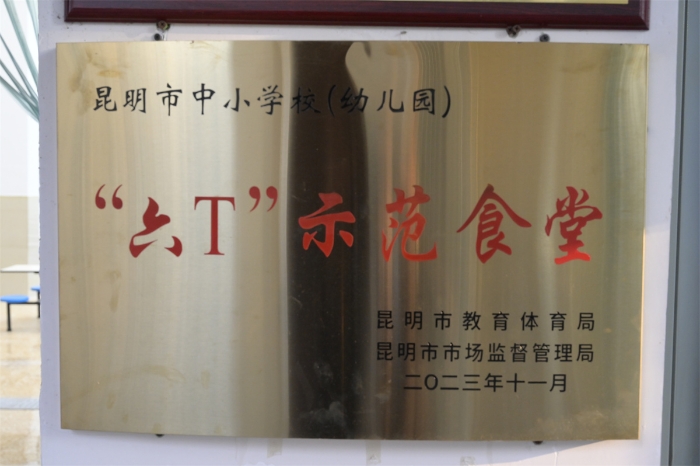 昆明市中小学校(幼儿园)
“六T”示范食堂
昆明市教育体育局
昆明市市场监督管理局
二〇二三年十一月